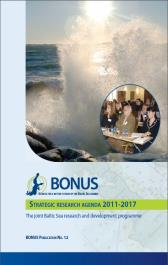 BONUS
STRATEGIC RESEARCH AGENDA 2011-2017
The joint Baltic Sea research and development programme
BONUS PUBLICATION NO. 12